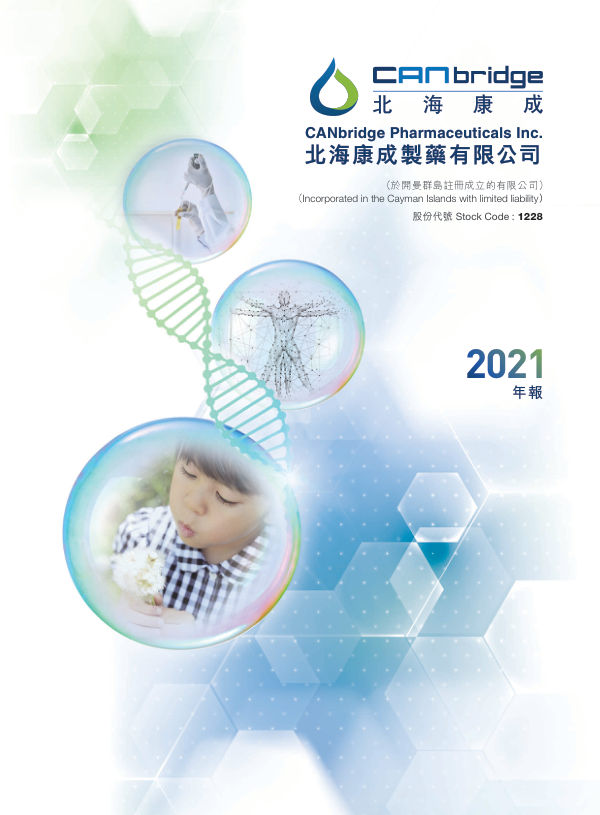 CANbridge
北海康成
CANbridge Pharmaceuticals Inc.
北海康成製藥有限公司
（於開曼群島註冊成立的有限公司）
（Incorporated in the Cayman Islands with limited liability）
股份代號 Stock Code : 1228
2021
年報